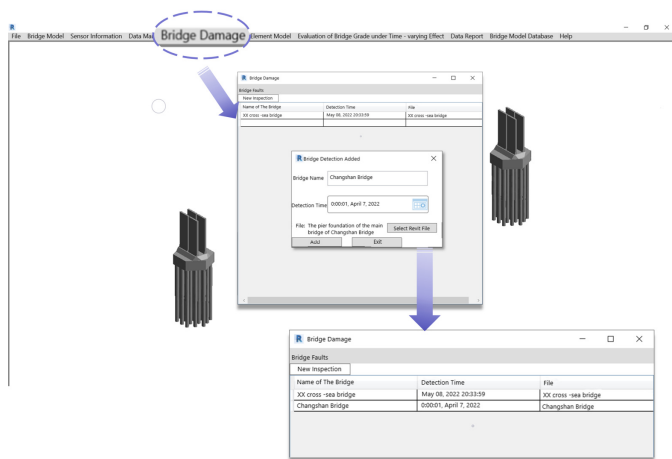 File Bridge Model Sensor Information Data Ma Bridge Damage Element Model Evaluation of Bridge Grade under Time - varying Effect Data Report Bridge Model Database Help
Bridge Damage
Bridge Faults
New Inspection
Name of The Bridge Detection Time File
XX cross -sea bridge May 08, 2022 20:33:59 XX cross -sea bridge
Bridge Detection Added
Bridge Name Changshan Bridge
Detection Time 0:00:01, April 7, 2022
File: The pier foundation of the main
bridge of Changshan Bridge Select Revit File
Add Exit
Bridge Damage
Bridge Faults
New Inspection
Name of The Bridge Detection Time File
XX cross -sea bridge May 08, 2022 20:33:59 XX cross -sea bridge
Changshan Bridge 0:00:01, April 7, 2022 Changshan Bridge